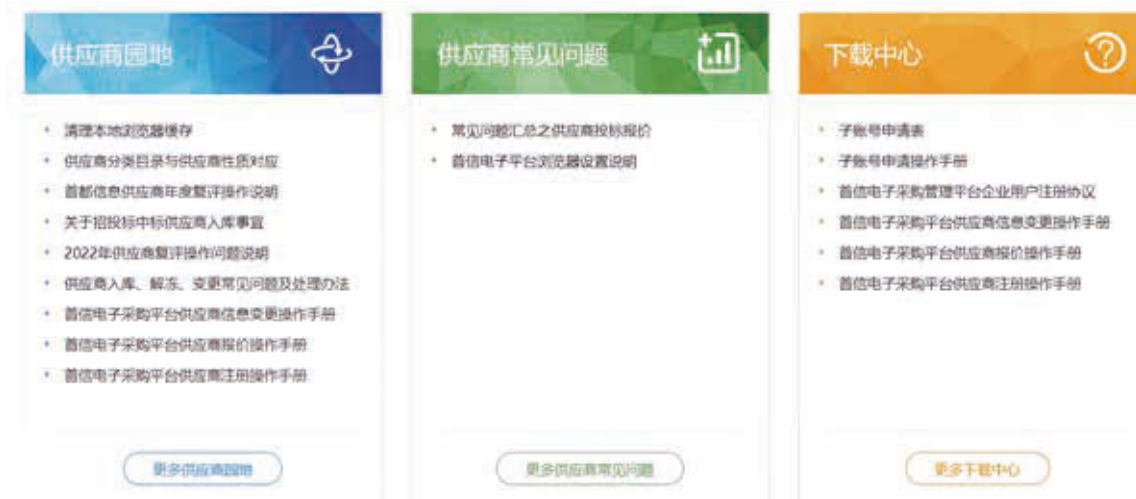 供应商园地
清理本地浏览器缓存
供应商分类目录与供应商性质对应
首都信息供应商年度复评操作说明
关于招投标中标供应商入库事宜
2022年供应商复评操作问题说明
供应商入库、解冻、变更常见问题及处理办法
首信电子采购平台供应商信息变更操作手册
首信电子采购平台供应商报价操作手册
首信电子采购平台供应商注册操作手册
更多供应商园地
供应商常见问题
常见问题汇总之供应商投标报价
首信电子平台浏览器设置说明
更多供应商常见问题
下载中心
子账号申请表
子账号申请操作手册
首信电子采购管理平台企业用户注册协议
首信电子采购平台供应商信息变更操作手册
首信电子采购平台供应商报价操作手册
首信电子采购平台供应商注册操作手册
更多下载中心